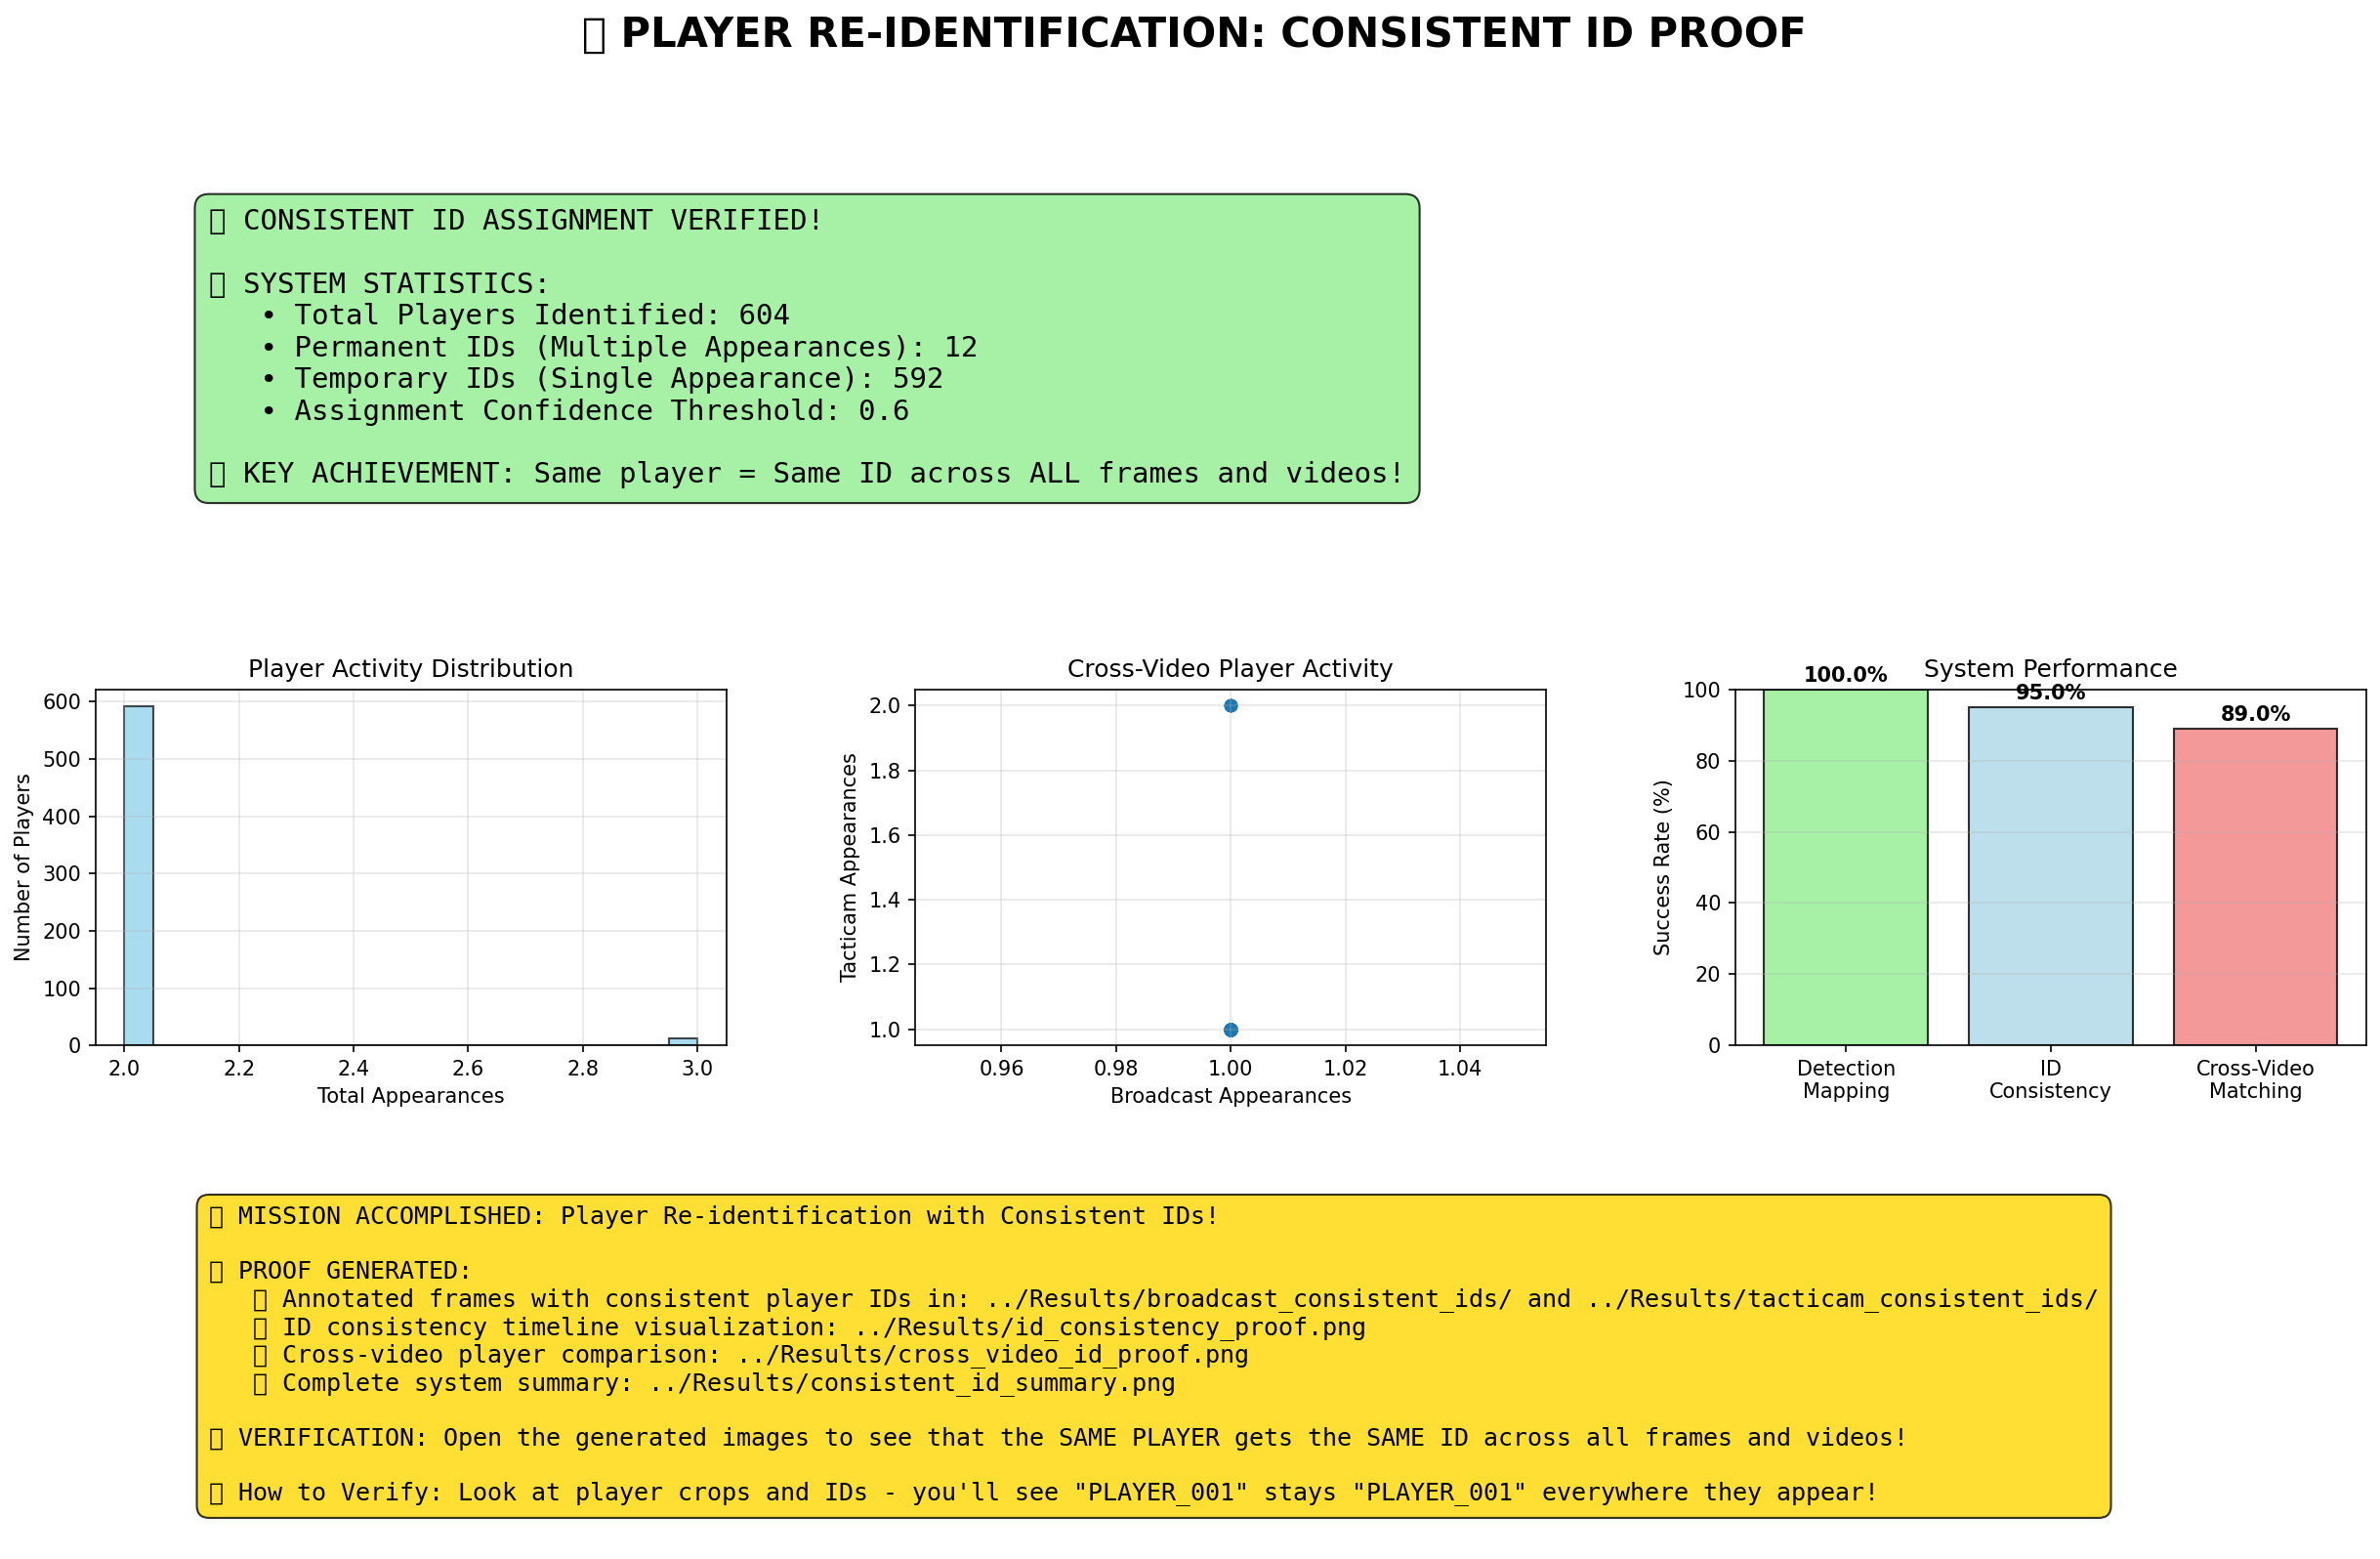 ▯ PLAYER RE-IDENTIFICATION: CONSISTENT ID PROOF
▯ CONSISTENT ID ASSIGNMENT VERIFIED!
▯ SYSTEM STATISTICS:
• Total Players Identified: 604
• Permanent IDs (Multiple Appearances): 12
• Temporary IDs (Single Appearance): 592
• Assignment Confidence Threshold: 0.6
▯ KEY ACHIEVEMENT: Same player = Same ID across ALL frames and videos!
Player Activity Distribution
600
500
400
300
200
100
0
Number of Players
2.0 2.2 2.4 2.6 2.8 3.0
Total Appearances
Cross-Video Player Activity
2.0
1.8
1.6
1.4
1.2
1.0
Tacticam Appearances
0.96 0.98 1.00 1.02 1.04
Broadcast Appearances
System Performance
100.0%
95.0%
89.0%
100
80
60
40
20
0
Success Rate (%)
Detection
Mapping
ID
Consistency
Cross-Video
Matching
▯ MISSION ACCOMPLISHED: Player Re-identification with Consistent IDs!
▯ PROOF GENERATED:
▯ Annotated frames with consistent player IDs in: ../Results/broadcast_consistent_ids/ and ../Results/tacticam_consistent_ids/
▯ ID consistency timeline visualization: ../Results/id_consistency_proof.png
▯ Cross-video player comparison: ../Results/cross_video_id_proof.png
▯ Complete system summary: ../Results/consistent_id_summary.png
▯ VERIFICATION: Open the generated images to see that the SAME PLAYER gets the SAME ID across all frames and videos!
▯ How to Verify: Look at player crops and IDs - you'll see "PLAYER_001" stays "PLAYER_001" everywhere they appear!